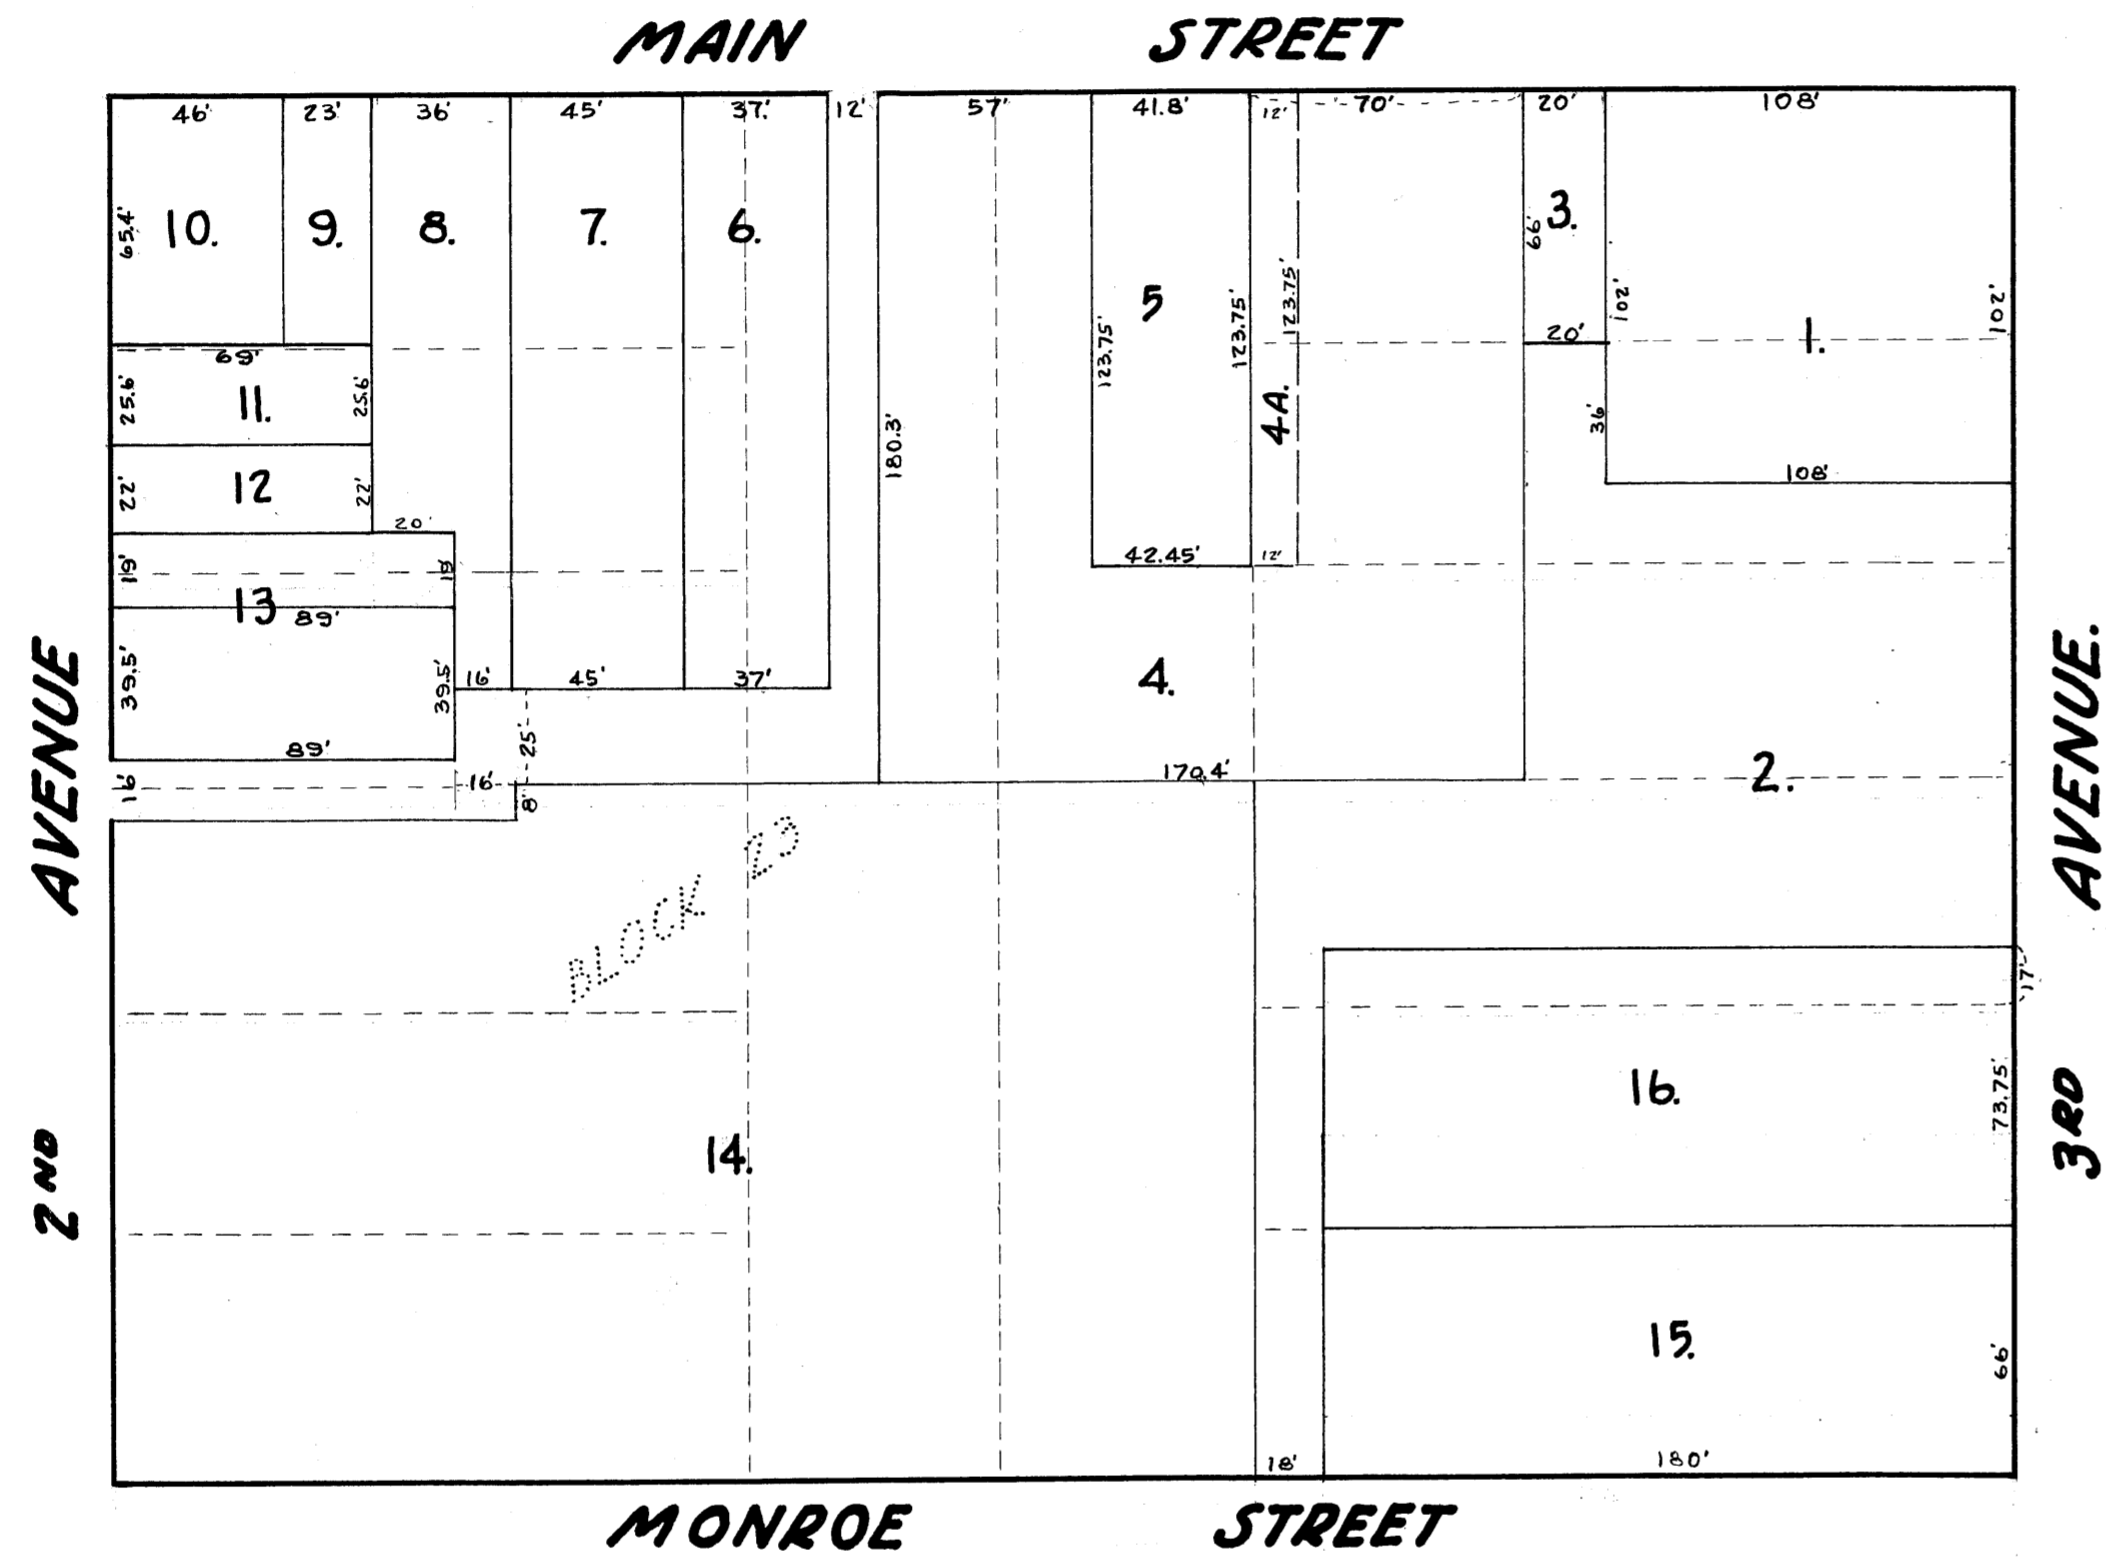 MAIN STREET
46' 23' 36' 45' 37.' 12' 57' 41.8' 12' 70' 20' 108'
65.4' 10. 9. 8. 7. 6. 3. 66'
5 123.75' 123.75' 123.75' 102' 102'
69' 20' 1.
25.6' 11. 25.6' 180.3' 4A. 36'
22' 12 22' 108'
20'
19' 19' 42.45' 12'
13 89'
39.5' 39.5' 16' 45' 37' 4.
89' 25'
16' 16' 8' 170.4' 2.
BLOCK 23
17'
14. 16. 73.75'
15. 66'
18' 180'
MONROE STREET
2ND AVENUE
3RD AVENUE.